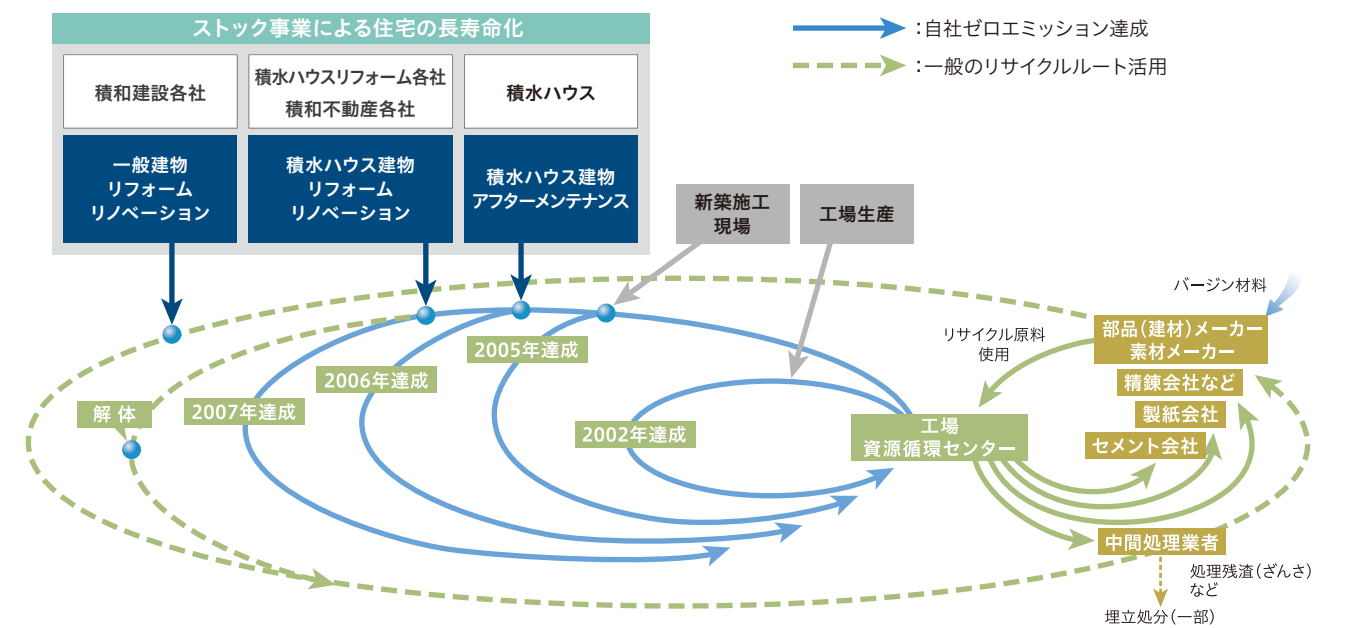 ストック事業による住宅の長寿命化
積和建設各社
積水ハウスリフォーム各社
積和不動産各社
積水ハウス
一般建物
リフォーム
リノベーション
積水ハウス建物
リフォーム
リノベーション
積水ハウス建物
アフターメンテナンス
：自社ゼロエミッション達成
：一般のリサイクルルート活用
新築施工
現場
工場生産
バージン材料
部品（建材）メーカー
素材メーカー
リサイクル原料
使用
精錬会社など
製紙会社
セメント会社
2005年達成
2006年達成
2007年達成
2002年達成
解 体
工場
資源循環センター
中間処理業者
処理残渣（ざんさ）
など
埋立処分（一部）